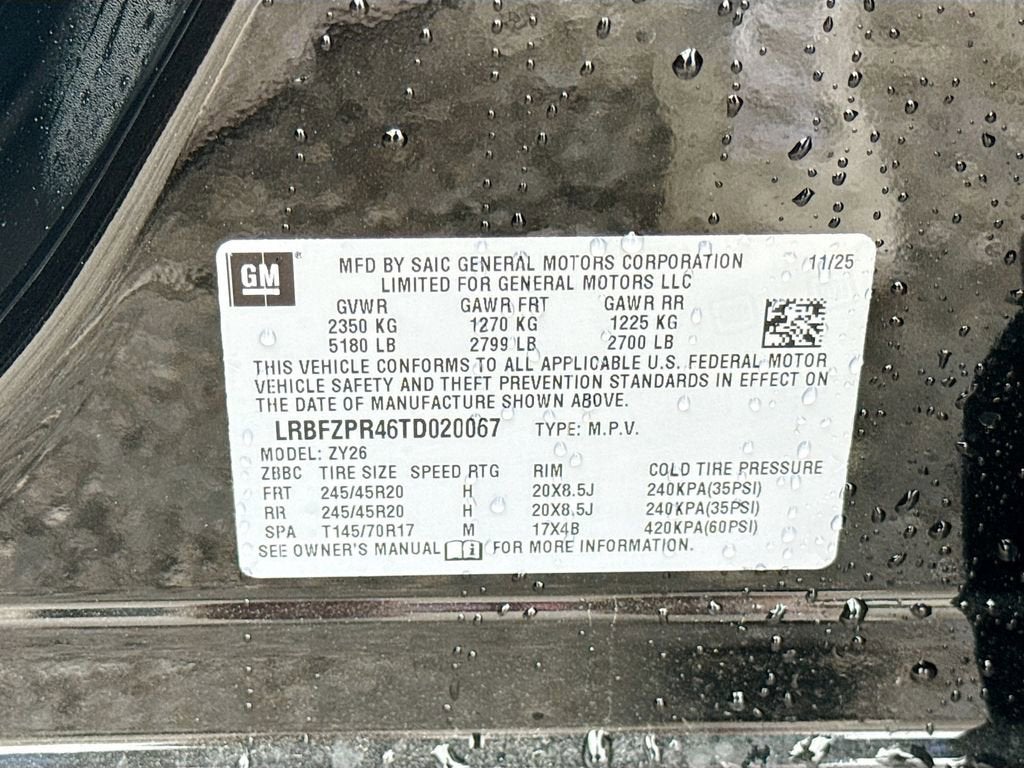 GM ®
MFD BY SAIC GENERAL MOTORS CORPORATION 11/25
LIMITED FOR GENERAL MOTORS LLC
GVWR GAWR FRT GAWR RR
2350 KG 1270 KG 1225 KG
5180 LB 2799 LB 2700 LB
THIS VEHICLE CONFORMS TO ALL APPLICABLE U.S. FEDERAL MOTOR
VEHICLE SAFETY AND THEFT PREVENTION STANDARDS IN EFFECT ON
THE DATE OF MANUFACTURE SHOWN ABOVE.
LRBFZPR46TD020067 TYPE: M.P.V.
MODEL: ZY26
ZBBC TIRE SIZE SPEED RTG RIM COLD TIRE PRESSURE
FRT 245/45R20 H 20X8.5J 240KPA(35PSI)
RR 245/45R20 H 20X8.5J 240KPA(35PSI)
SPA T145/70R17 M 17X4B 420KPA(60PSI)
SEE OWNER'S MANUAL FOR MORE INFORMATION.